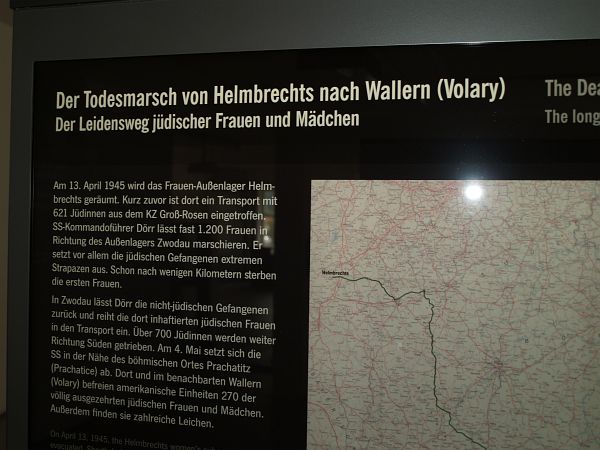 Der Todesmarsch von Helmbrechts nach Wallern (Volary)
Der Leidensweg jüdischer Frauen und Mädchen
The Dea
The long
Am 13. April 1945 wird das Frauen-Außenlager Helm-
brechts geräumt. Kurz zuvor ist dort ein Transport mit
621 Jüdinnen aus dem KZ Groß-Rosen eingetroffen.
SS-Kommandoführer Dörr lässt fast 1.200 Frauen in
Richtung des Außenlagers Zwodau marschieren. Er
setzt vor allem die jüdischen Gefangenen extremen
Strapazen aus. Schon nach wenigen Kilometern sterben
die ersten Frauen.
In Zwodau lässt Dörr die nicht-jüdischen Gefangenen
zurück und reiht die dort inhaftierten jüdischen Frauen
in den Transport ein. Über 700 Jüdinnen werden weiter
Richtung Süden getrieben. Am 4. Mai setzt sich die
SS in der Nähe des böhmischen Ortes Prachatitz
(Prachatice) ab. Dort und im benachbarten Wallern
(Volary) befreien amerikanische Einheiten 270 der
völlig ausgezehrten jüdischen Frauen und Mädchen.
Außerdem finden sie zahlreiche Leichen.
On April 13, 1945, the Helmbrechts women's
evacuated.
Helmbrechts